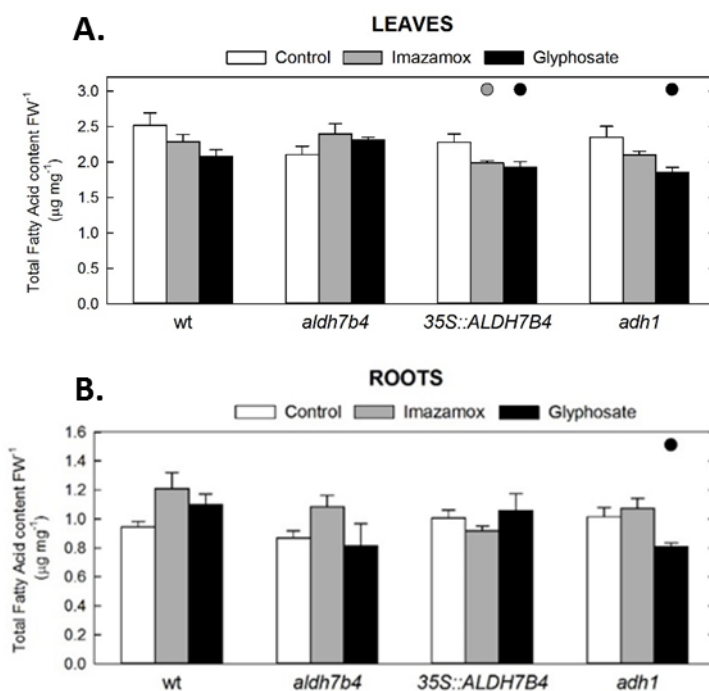 A.
LEAVES
Control Imazamox Glyphosate
Total Fatty Acid content FW⁻¹
(µg mg⁻¹)
3.0
2.5
2.0
1.5
1.0
0.5
0.0
wt aldh7b4 35S::ALDH7B4 adh1
B.
ROOTS
Control Imazamox Glyphosate
Total Fatty Acid content FW⁻¹
(µg mg⁻¹)
1.6
1.4
1.2
1.0
0.8
0.6
0.4
0.2
0.0
wt aldh7b4 35S::ALDH7B4 adh1